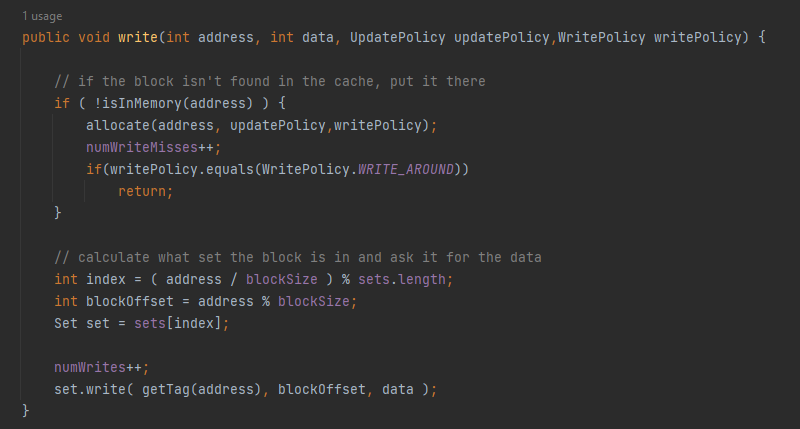 1 usage
public void write(int address, int data, UpdatePolicy updatePolicy,WritePolicy writePolicy) {
// if the block isn't found in the cache, put it there
if ( !isInMemory(address) ) {
allocate(address, updatePolicy,writePolicy);
numWriteMisses++;
if(writePolicy.equals(WritePolicy.WRITE_AROUND))
return;
}
// calculate what set the block is in and ask it for the data
int index = ( address / blockSize ) % sets.length;
int blockOffset = address % blockSize;
Set set = sets[index];
numWrites++;
set.write( getTag(address), blockOffset, data );
}